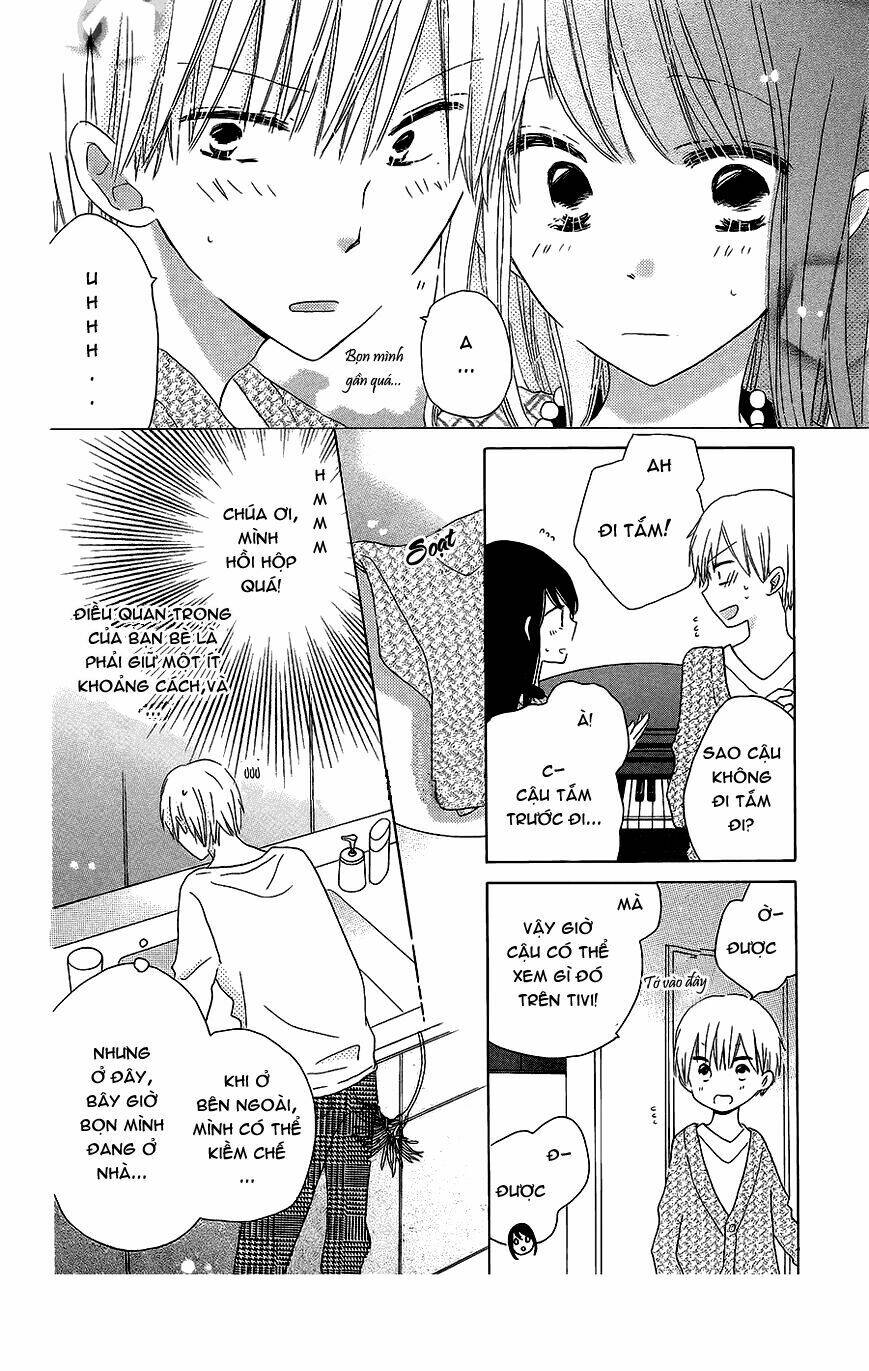 A
...
Bọn mình
gần quá...
UHHH..
AH
ĐI TẮM!
SAO CẬU
KHÔNG
ĐI TẮM
ĐI?
À!
C-
CẬU TẮM
TRƯỚC ĐI...
Ờ-
ĐƯỢC
MÀ
VẬY GIỜ
CẬU CÓ THỂ
XEM GÌ ĐÓ
TRÊN TIVI!
Tớ vào đây
Đ-
ĐƯỢC
Soạt
HMMM
CHÚA ƠI,
MÌNH
HỒI HỘP
QUÁ!
ĐIỀU QUAN TRỌNG
CỦA BẠN BÈ LÀ
PHẢI GIỮ MỘT ÍT
KHOẢNG CÁCH,VÀ
...
KHI Ở
BÊN NGOÀI,
MÌNH CÓ THỂ
KIỀM CHẾ
...
NHƯNG
Ở ĐÂY,
BÂY GIỜ
BỌN MÌNH
ĐANG Ở
NHÀ...